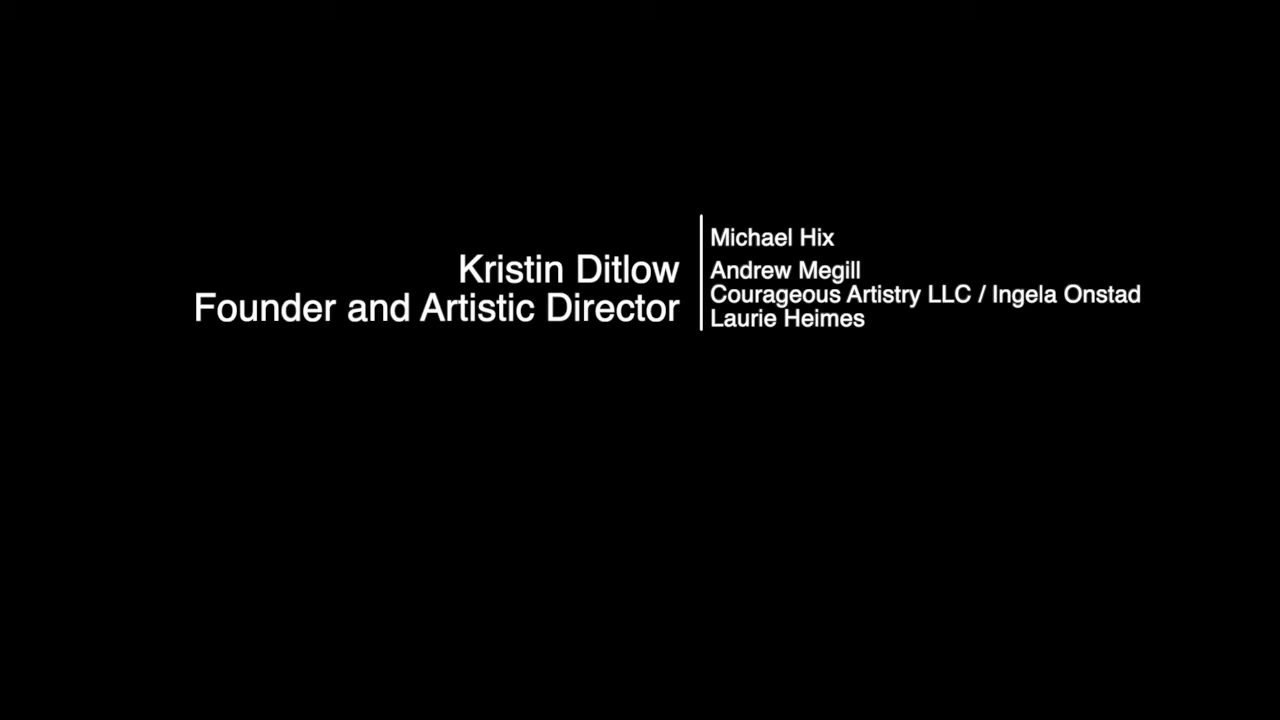 Kristin Ditlow
Founder and Artistic Director
Michael Hix
Andrew Megill
Courageous Artistry LLC / Ingela Onstad
Laurie Heimes